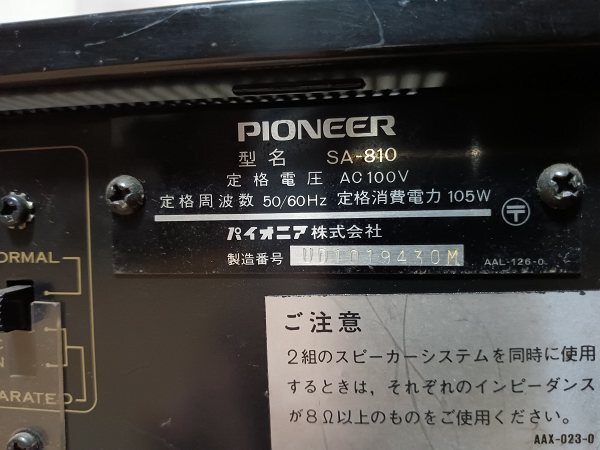 PIONEER
型名 SA-810
定格電圧 AC100V
定格周波数 50/60Hz 定格消費電力 105W
〒
パイオニア株式会社
製造番号 AAL-126-0
ORMAL
N
ARATED
ご注意
2組のスピーカーシステムを同時に使用
するときは、それぞれのインピーダンス
が8Ω以上のものをご使用ください。
AAX-023-0